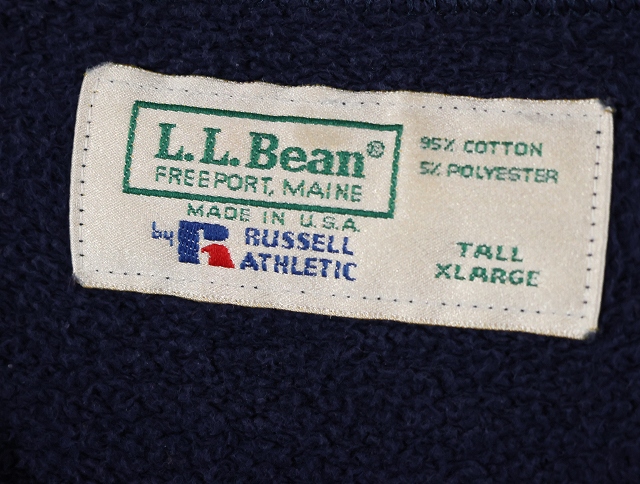 L.L.Bean®
FREEPORT, MAINE
MADE IN U.S.A.
by RUSSELL
ATHLETIC
95% COTTON
5% POLYESTER
TALL
XLARGE